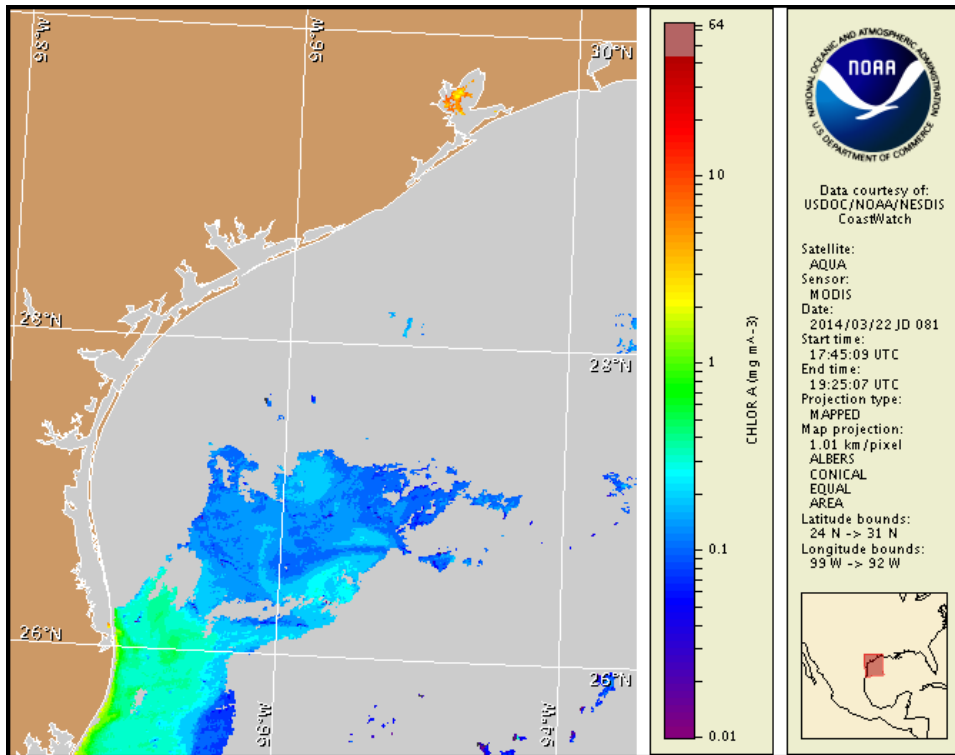 98°W
96°W
30°N
28°N
28°N
26°N
26°N
96°W
94°W
64
10
1
0.1
0.01
CHLOR A (mg m^-3)
NATIONAL OCEANIC AND ATMOSPHERIC ADMINISTRATION
NOAA
U.S. DEPARTMENT OF COMMERCE
Data courtesy of:
USDOC/NOAA/NESDIS
CoastWatch
Satellite:
AQUA
Sensor:
MODIS
Date:
2014/03/22 JD 081
Start time:
17:45:09 UTC
End time:
19:25:07 UTC
Projection type:
MAPPED
Map projection:
1.01 km/pixel
ALBERS
CONICAL
EQUAL
AREA
Latitude bounds:
24 N -> 31 N
Longitude bounds:
99 W -> 92 W